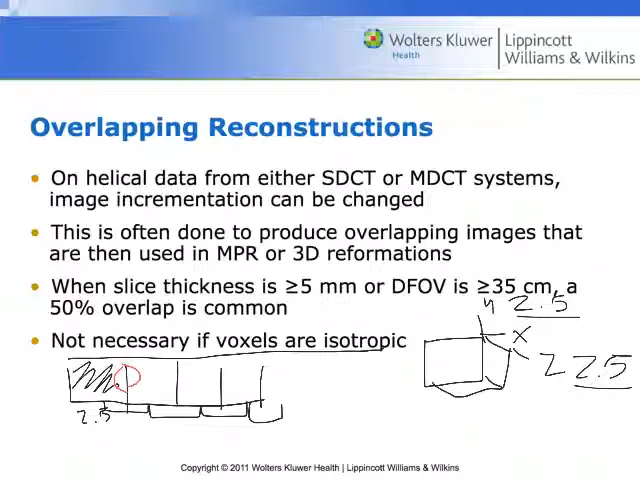 Wolters Kluwer
Health
Lippincott
Williams & Wilkins
Overlapping Reconstructions
• On helical data from either SDCT or MDCT systems,
image incrementation can be changed
• This is often done to produce overlapping images that
are then used in MPR or 3D reformations
• When slice thickness is ≥5 mm or DFOV is ≥35 cm, a
50% overlap is common
• Not necessary if voxels are isotropic
y 2.5
x
Z 2.5
2.5
Copyright © 2011 Wolters Kluwer Health | Lippincott Williams & Wilkins